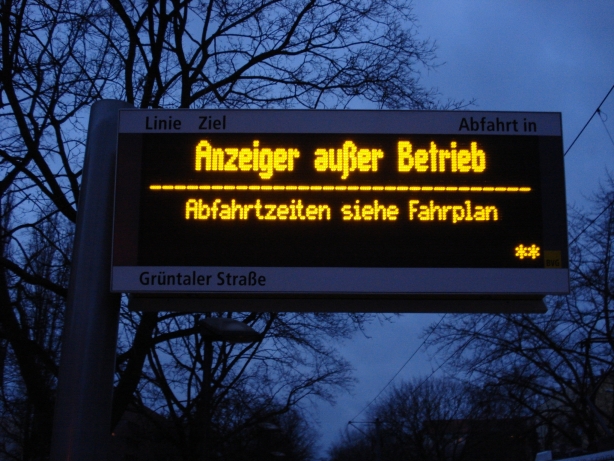 Linie Ziel Abfahrt in
Anzeiger außer Betrieb
------------------------------------------
Abfahrtzeiten siehe Fahrplan
**
Grüntaler Straße